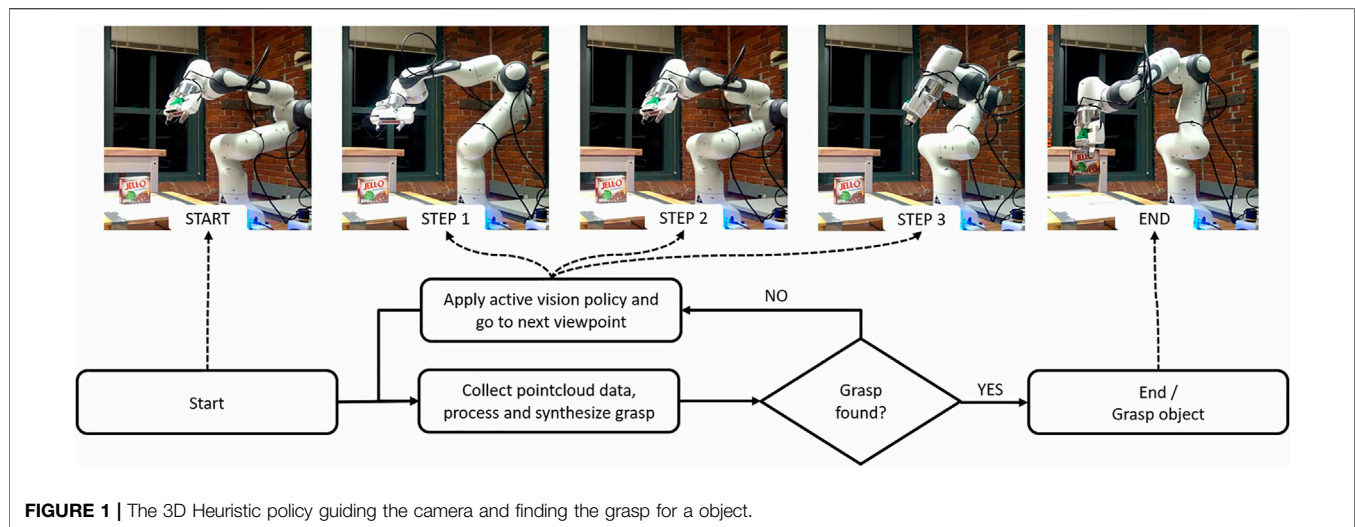 JELL-O
JELL-O
JELL-O
JELL-O
JELL-O
START
STEP 1
STEP 2
STEP 3
END
Apply active vision policy and
go to next viewpoint
NO
Start
Collect pointcloud data,
process and synthesize grasp
Grasp
found?
YES
End /
Grasp object
FIGURE 1 | The 3D Heuristic policy guiding the camera and finding the grasp for a object.